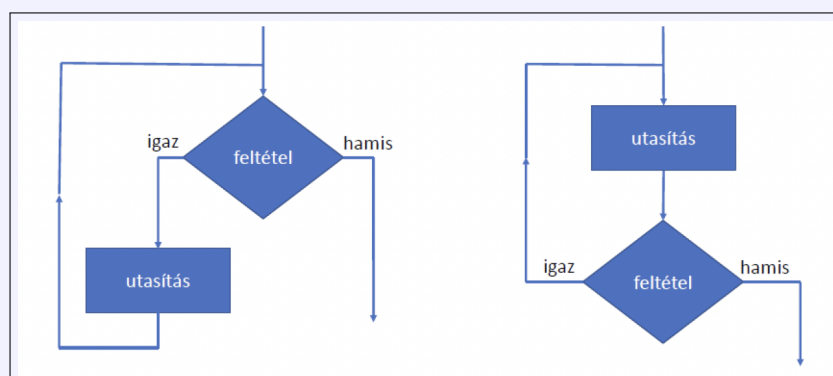 igaz
feltétel
hamis
utasítás
utasítás
igaz
feltétel
hamis